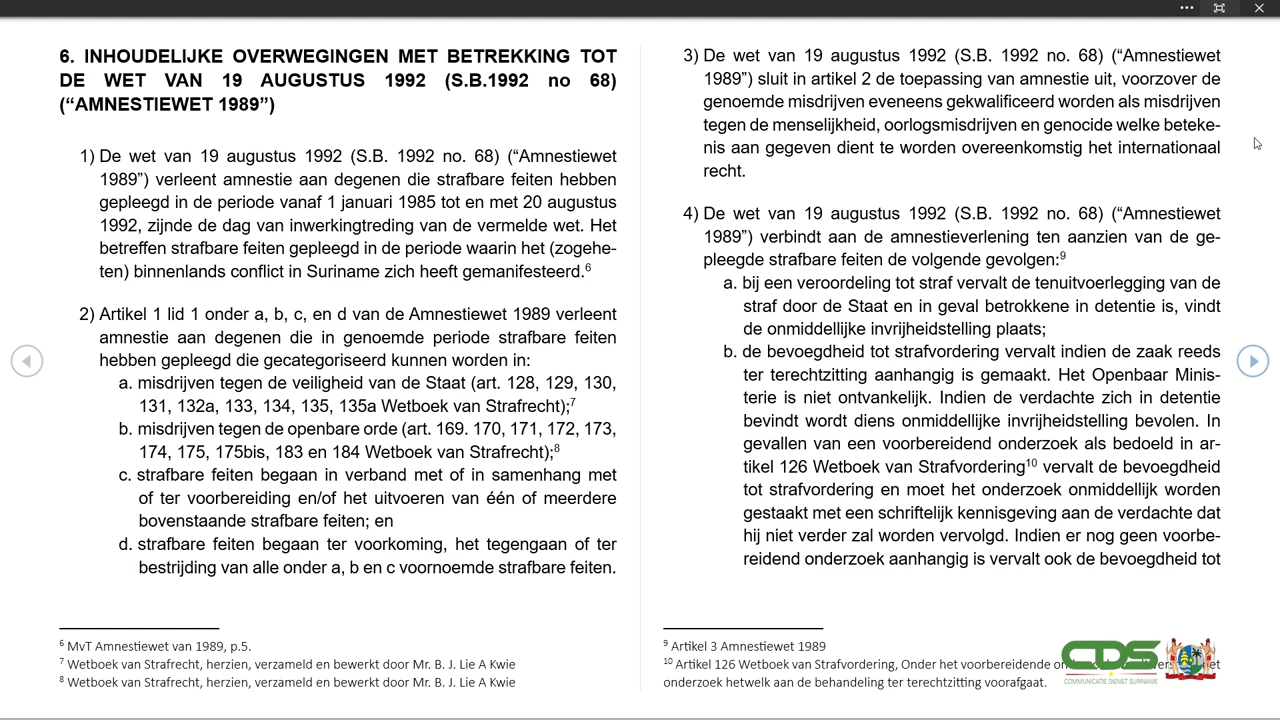 6. INHOUDELIJKE OVERWEGINGEN MET BETREKKING TOT
DE WET VAN 19 AUGUSTUS 1992 (S.B.1992 no 68)
(“AMNESTIEWET 1989”)
1) De wet van 19 augustus 1992 (S.B. 1992 no. 68) (“Amnestiewet
1989”) verleent amnestie aan degenen die strafbare feiten hebben
gepleegd in de periode vanaf 1 januari 1985 tot en met 20 augustus
1992, zijnde de dag van inwerkingtreding van de vermelde wet. Het
betreffen strafbare feiten gepleegd in de periode waarin het (zogehe-
ten) binnenlands conflict in Suriname zich heeft gemanifesteerd.6
2) Artikel 1 lid 1 onder a, b, c, en d van de Amnestiewet 1989 verleent
amnestie aan degenen die in genoemde periode strafbare feiten
hebben gepleegd die gecategoriseerd kunnen worden in:
a. misdrijven tegen de veiligheid van de Staat (art. 128, 129, 130,
131, 132a, 133, 134, 135, 135a Wetboek van Strafrecht);7
b. misdrijven tegen de openbare orde (art. 169. 170, 171, 172, 173,
174, 175, 175bis, 183 en 184 Wetboek van Strafrecht);8
c. strafbare feiten begaan in verband met of in samenhang met
of ter voorbereiding en/of het uitvoeren van één of meerdere
bovenstaande strafbare feiten; en
d. strafbare feiten begaan ter voorkoming, het tegengaan of ter
bestrijding van alle onder a, b en c voornoemde strafbare feiten.
6 MvT Amnestiewet van 1989, p.5.
7 Wetboek van Strafrecht, herzien, verzameld en bewerkt door Mr. B. J. Lie A Kwie
8 Wetboek van Strafrecht, herzien, verzameld en bewerkt door Mr. B. J. Lie A Kwie
3) De wet van 19 augustus 1992 (S.B. 1992 no. 68) (“Amnestiewet
1989”) sluit in artikel 2 de toepassing van amnestie uit, voorzover de
genoemde misdrijven eveneens gekwalificeerd worden als misdrijven
tegen de menselijkheid, oorlogsmisdrijven en genocide welke beteke-
nis aan gegeven dient te worden overeenkomstig het internationaal
recht.
4) De wet van 19 augustus 1992 (S.B. 1992 no. 68) (“Amnestiewet
1989”) verbindt aan de amnestieverlening ten aanzien van de ge-
pleegde strafbare feiten de volgende gevolgen:9
a. bij een veroordeling tot straf vervalt de tenuitvoerlegging van de
straf door de Staat en in geval betrokkene in detentie is, vindt
de onmiddellijke invrijheidstelling plaats;
b. de bevoegdheid tot strafvordering vervalt indien de zaak reeds
ter terechtzitting aanhangig is gemaakt. Het Openbaar Minis-
terie is niet ontvankelijk. Indien de verdachte zich in detentie
bevindt wordt diens onmiddellijke invrijheidstelling bevolen. In
gevallen van een voorbereidend onderzoek als bedoeld in ar-
tikel 126 Wetboek van Strafvordering10 vervalt de bevoegdheid
tot strafvordering en moet het onderzoek onmiddellijk worden
gestaakt met een schriftelijk kennisgeving aan de verdachte dat
hij niet verder zal worden vervolgd. Indien er nog geen voorbe-
reidend onderzoek aanhangig is vervalt ook de bevoegdheid tot
9 Artikel 3 Amnestiewet 1989
10 Artikel 126 Wetboek van Strafvordering, Onder het voorbereidende
onderzoek hetwelk aan de behandeling ter terechtzitting voorafgaat.
CDS
COMMUNICATIE DIENST SURINAME